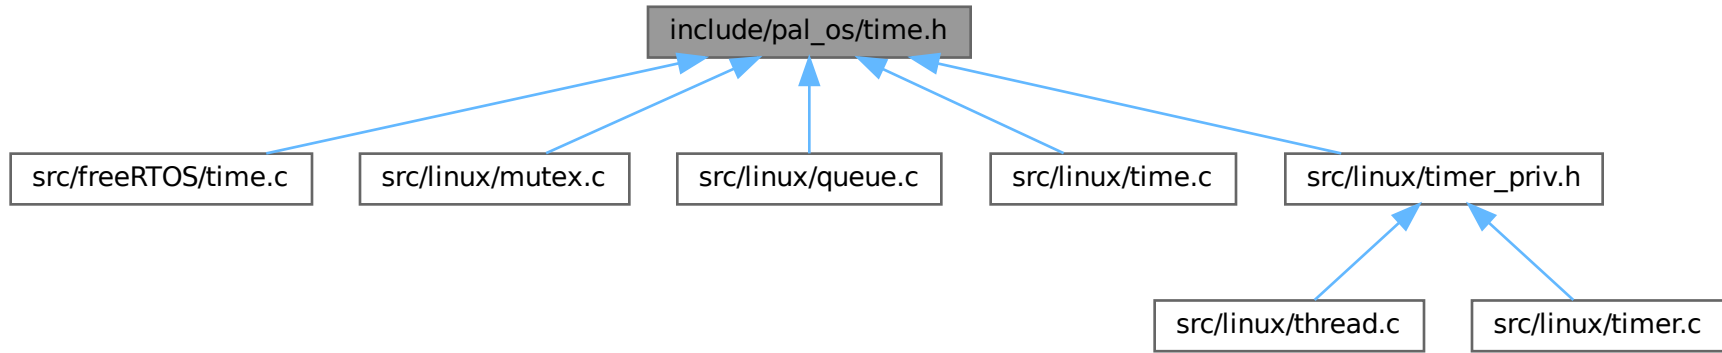 include/pal_os/time.h
src/freeRTOS/time.c
src/linux/mutex.c
src/linux/queue.c
src/linux/time.c
src/linux/timer_priv.h
src/linux/thread.c
src/linux/timer.c